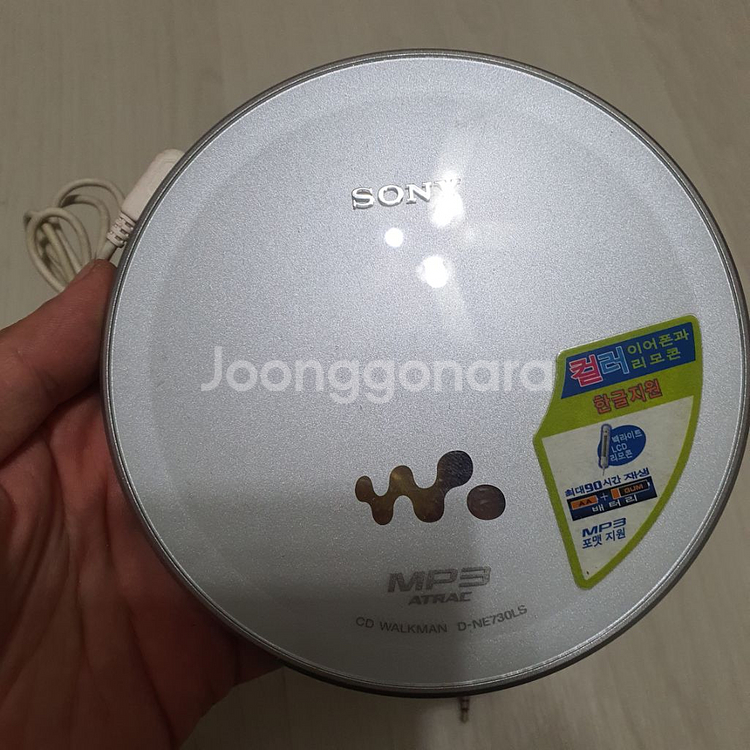 SONY
컬러 이어폰과
리모콘
한글지원
Joonggonara
백라이트
LCD
리모콘
최대90시간 재생
AA + GUM
배터리
MP3
포맷 지원
MP3
ATRAC
CD WALKMAN D-NE730LS